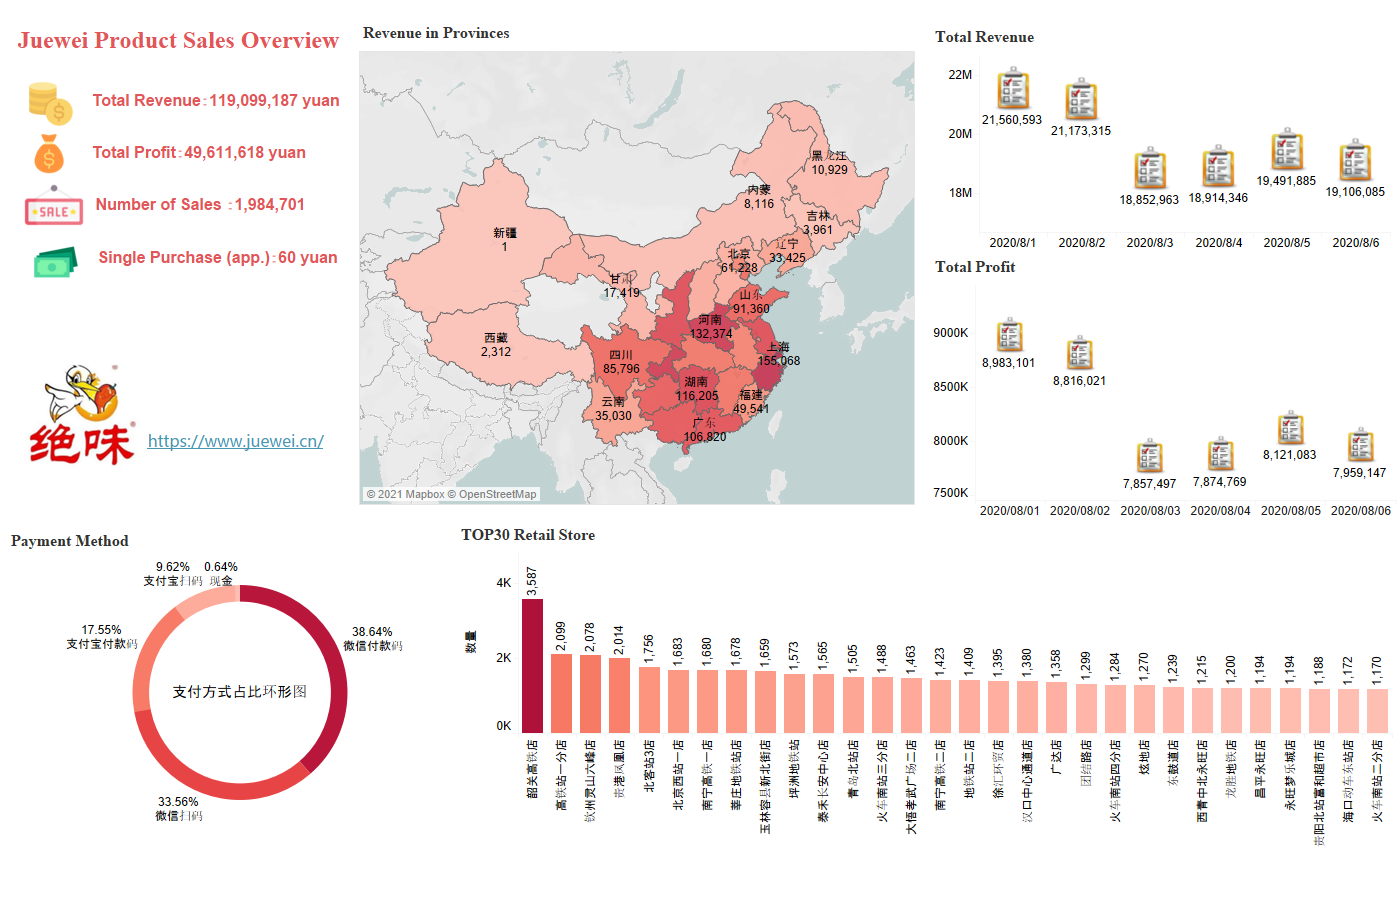 Juewei Product Sales Overview
Total Revenue：119,099,187 yuan
Total Profit：49,611,618 yuan
SALE
Number of Sales ：1,984,701
Single Purchase (app.)：60 yuan
绝味
https://www.juewei.cn/
Revenue in Provinces
黑龙江
10,929
内蒙
8,116
吉林
3,961
新疆
1
辽宁
33,425
北京
61,228
甘肃
17,419
山东
91,360
河南
132,374
西藏
2,312
四川
85,796
上海
155,068
湖南
116,205
云南
35,030
福建
49,541
广东
106,820
© 2021 Mapbox © OpenStreetMap
Total Revenue
22M
20M
18M
21,560,593
21,173,315
18,852,963
18,914,346
19,491,885
19,106,085
2020/8/1
2020/8/2
2020/8/3
2020/8/4
2020/8/5
2020/8/6
Total Profit
9000K
8500K
8000K
7500K
8,983,101
8,816,021
7,857,497
7,874,769
8,121,083
7,959,147
2020/08/01
2020/08/02
2020/08/03
2020/08/04
2020/08/05
2020/08/06
Payment Method
9.62%
支付宝扫码
0.64%
现金
17.55%
支付宝付款码
38.64%
微信付款码
支付方式占比环形图
33.56%
微信扫码
TOP30 Retail Store
数量
4K
2K
0K
3,587
2,099
2,078
2,014
1,756
1,683
1,680
1,678
1,659
1,573
1,565
1,505
1,488
1,463
1,423
1,409
1,395
1,380
1,358
1,299
1,284
1,270
1,239
1,215
1,200
1,194
1,194
1,188
1,172
1,170
韶关高铁店
高铁站一分店
钦州灵山六峰店
贵港凤凰店
北客站3店
北京西站一店
南宁高铁一店
莘庄地铁站店
玉林容县新北街店
坪洲地铁站
泰禾长安中心店
青岛北站店
火车南站三分店
大悟孝武广场二店
南宁高铁二店
地铁站二店
徐汇环贸一店
汉口中心通道店
广达店
团结路店
火车南站四分店
炫地店
东鼓道店
西青中北永旺店
龙胜地铁店
昌平永旺店
永旺梦乐城店
贵阳北站富和超市店
海口动车东站店
火车南站二分店